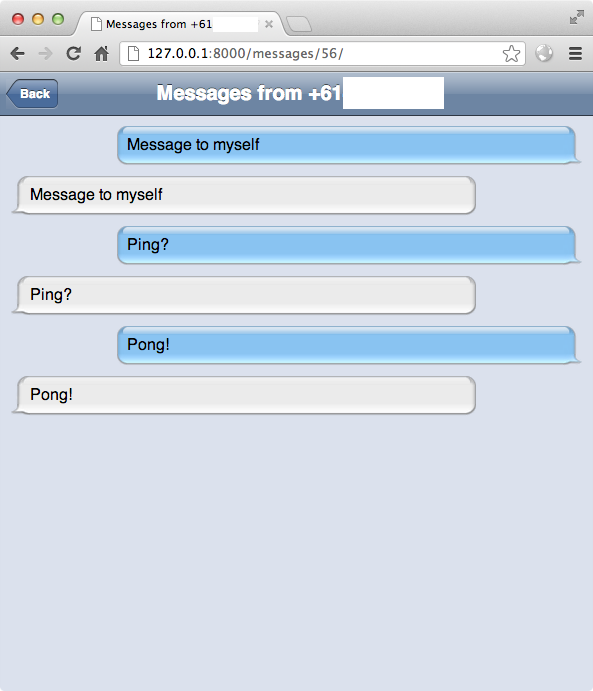 Messages from +61
127.0.0.1:8000/messages/56/
Back
Messages from +61
Message to myself
Message to myself
Ping?
Ping?
Pong!
Pong!